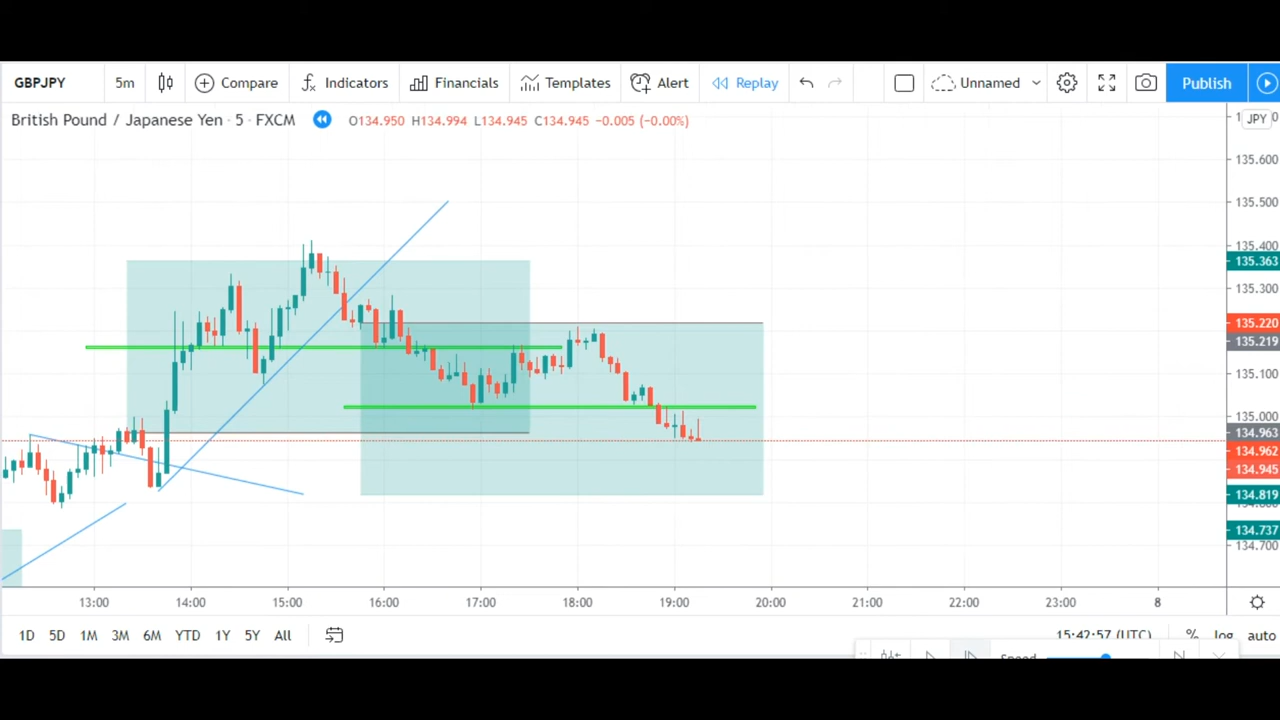 GBPJPY 5m Compare Indicators Financials Templates Alert Replay Unnamed Publish
British Pound / Japanese Yen · 5 · FXCM O134.950 H134.994 L134.945 C134.945 −0.005 (−0.00%)
JPY
135.600
135.500
135.400
135.363
135.300
135.220
135.219
135.100
135.000
134.963
134.962
134.945
134.819
134.737
134.700
13:00 14:00 15:00 16:00 17:00 18:00 19:00 20:00 21:00 22:00 23:00 8
1D 5D 1M 3M 6M YTD 1Y 5Y All 15:42:57 (UTC) % log auto
Speed